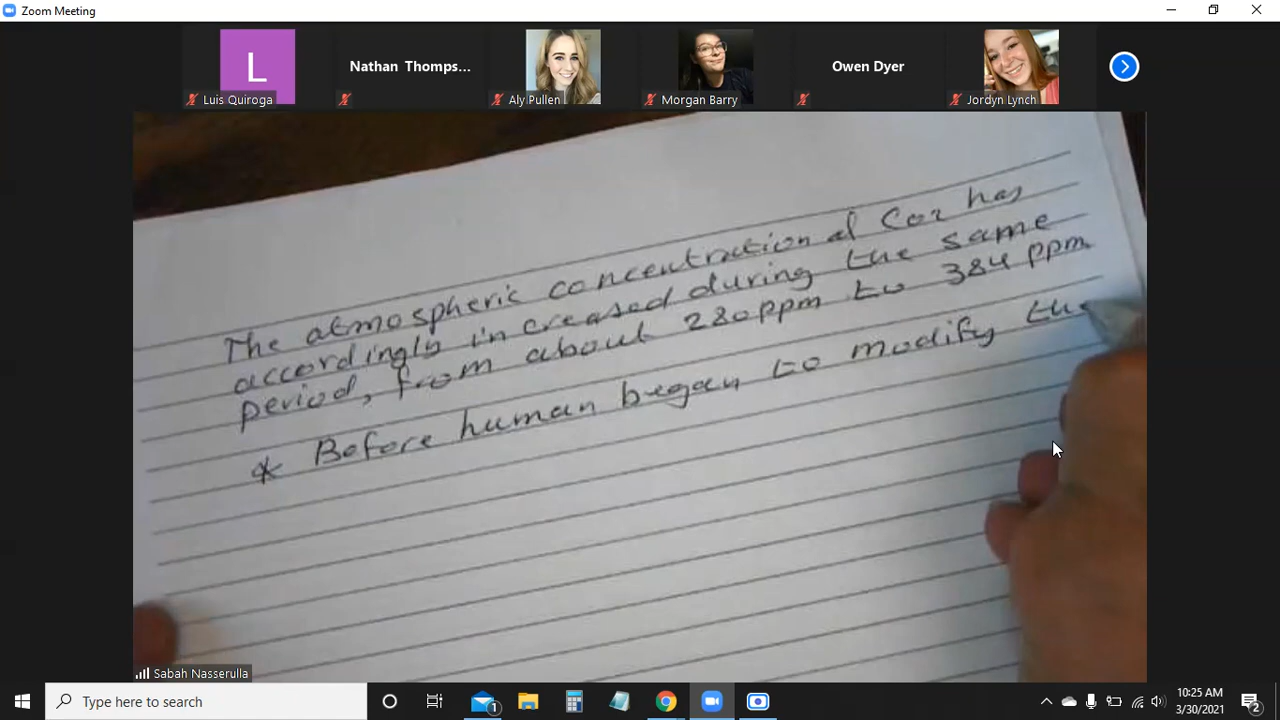 Zoom Meeting
L
Luis Quiroga
Nathan Thomps...
Aly Pullen
Morgan Barry
Owen Dyer
Jordyn Lynch
The atmospheric concentration of Co2 has
accordingly increased during the same
period, from about 280ppm to 384 ppm
* Before human began to modify the
Sabah Nasserulla
Type here to search
1
10:25 AM
3/30/2021
2